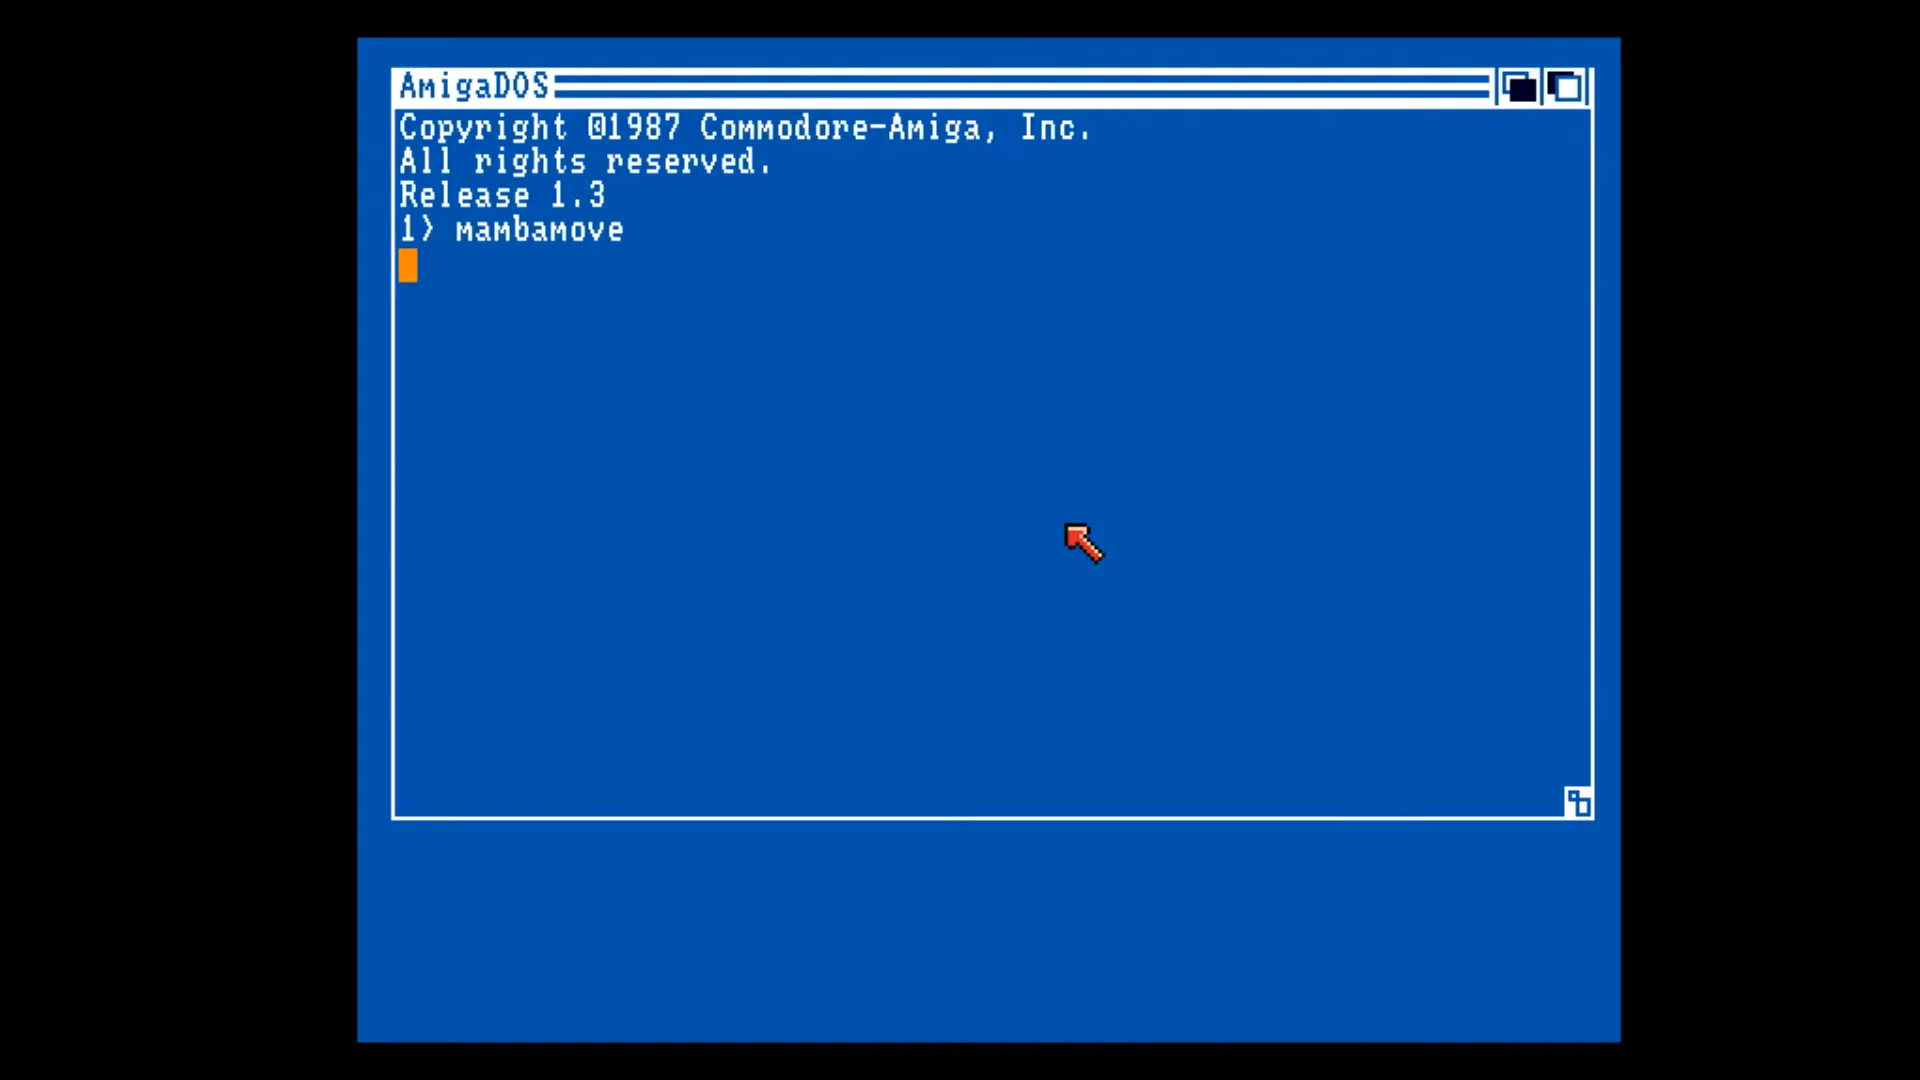 AmigaDOS
Copyright ©1987 Commodore-Amiga, Inc.
All rights reserved.
Release 1.3
1> mambamove